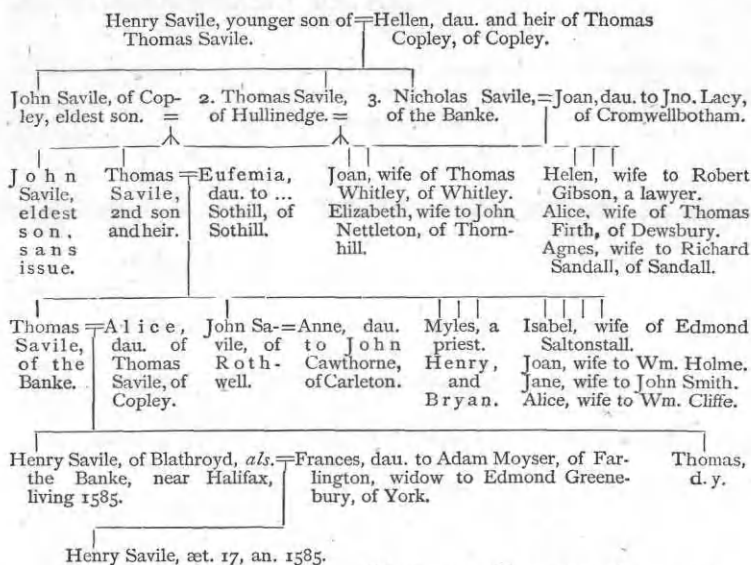 Henry Savile, younger son of = Hellen, dau. and heir of Thomas
Thomas Savile. Copley, of Copley.
John Savile, of Cop-
ley, eldest son. =
2. Thomas Savile,
of Hullinedge. =
3. Nicholas Savile, =
of the Banke.
Joan, dau. to Jno. Lacy,
of Cromwellbotham.
John
Savile,
eldest
son,
sans
issue.
Thomas =
Savile,
2nd son
and heir.
Eufemia,
dau. to ...
Sothill, of
Sothill.
Joan, wife of Thomas
Whitley, of Whitley.
Elizabeth, wife to John
Nettleton, of Thorn-
hill.
Helen, wife to Robert
Gibson, a lawyer.
Alice, wife of Thomas
Firth, of Dewsbury.
Agnes, wife to Richard
Sandall, of Sandall.
Thomas =
Savile,
of the
Banke.
Alice,
dau. of
Thomas
Savile, of
Copley.
John Sa- =
vile, of
Roth-
well.
Anne, dau.
to John
Cawthorne,
of Carleton.
Myles, a
priest.
Henry,
and
Bryan.
Isabel, wife of Edmond
Saltonstall.
Joan, wife to Wm. Holme.
Jane, wife to John Smith.
Alice, wife to Wm. Cliffe.
Henry Savile, of Blathroyd, als. =
the Banke, near Halifax,
living 1585.
Frances, dau. to Adam Moyser, of Far-
lington, widow to Edmond Greene-
bury, of York.
Thomas,
d. y.
Henry Savile, æt. 17, an. 1585.